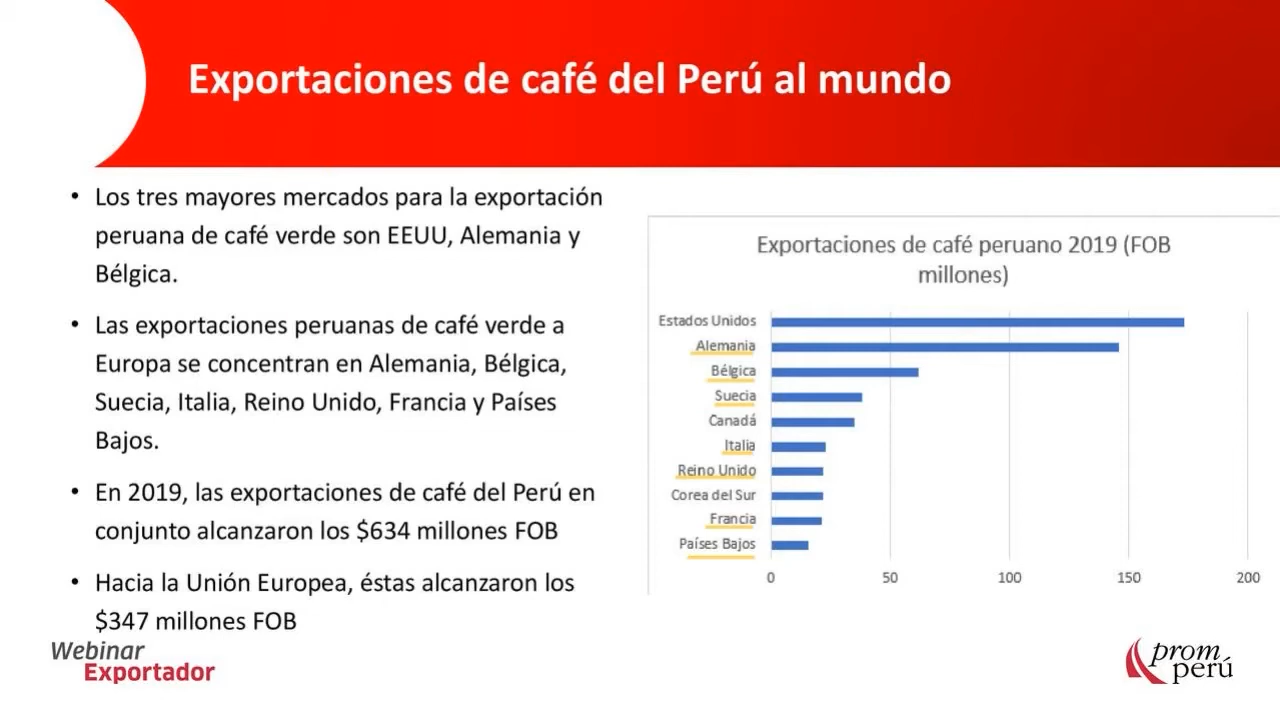 Exportaciones de café del Perú al mundo
• Los tres mayores mercados para la exportación
peruana de café verde son EEUU, Alemania y
Bélgica.
• Las exportaciones peruanas de café verde a
Europa se concentran en Alemania, Bélgica,
Suecia, Italia, Reino Unido, Francia y Países
Bajos.
• En 2019, las exportaciones de café del Perú en
conjunto alcanzaron los $634 millones FOB
• Hacia la Unión Europea, éstas alcanzaron los
$347 millones FOB
Exportaciones de café peruano 2019 (FOB
millones)
Estados Unidos
Alemania
Bélgica
Suecia
Canadá
Italia
Reino Unido
Corea del Sur
Francia
Países Bajos
0 50 100 150 200
Webinar
Exportador
prom
perú